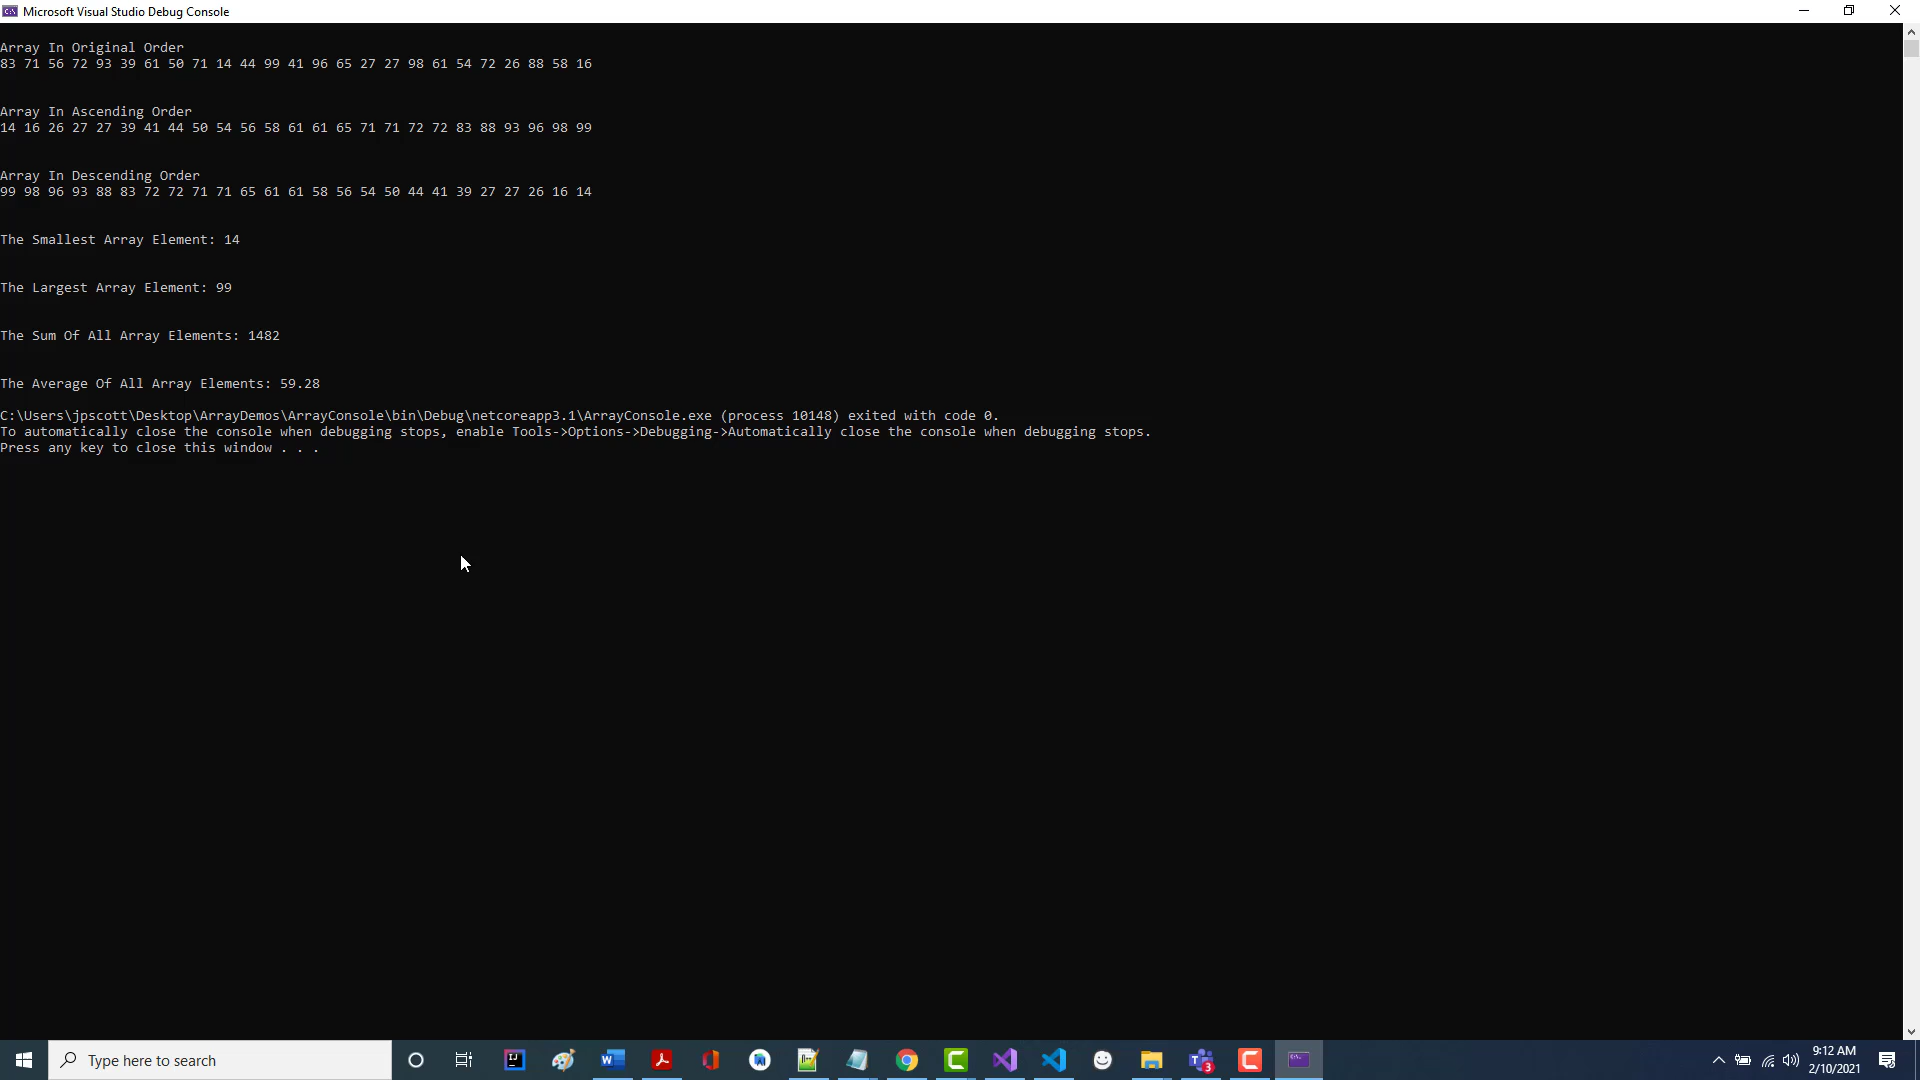 Microsoft Visual Studio Debug Console
Array In Original Order
83 71 56 72 93 39 61 50 71 14 44 99 41 96 65 27 27 98 61 54 72 26 88 58 16
Array In Ascending Order
14 16 26 27 27 39 41 44 50 54 56 58 61 61 65 71 71 72 72 83 88 93 96 98 99
Array In Descending Order
99 98 96 93 88 83 72 72 71 71 65 61 61 58 56 54 50 44 41 39 27 27 26 16 14
The Smallest Array Element: 14
The Largest Array Element: 99
The Sum Of All Array Elements: 1482
The Average Of All Array Elements: 59.28
C:\Users\jpscott\Desktop\ArrayDemos\ArrayConsole\bin\Debug\netcoreapp3.1\ArrayConsole.exe (process 10148) exited with code 0.
To automatically close the console when debugging stops, enable Tools->Options->Debugging->Automatically close the console when debugging stops.
Press any key to close this window . . .
Type here to search
9:12 AM
2/10/2021